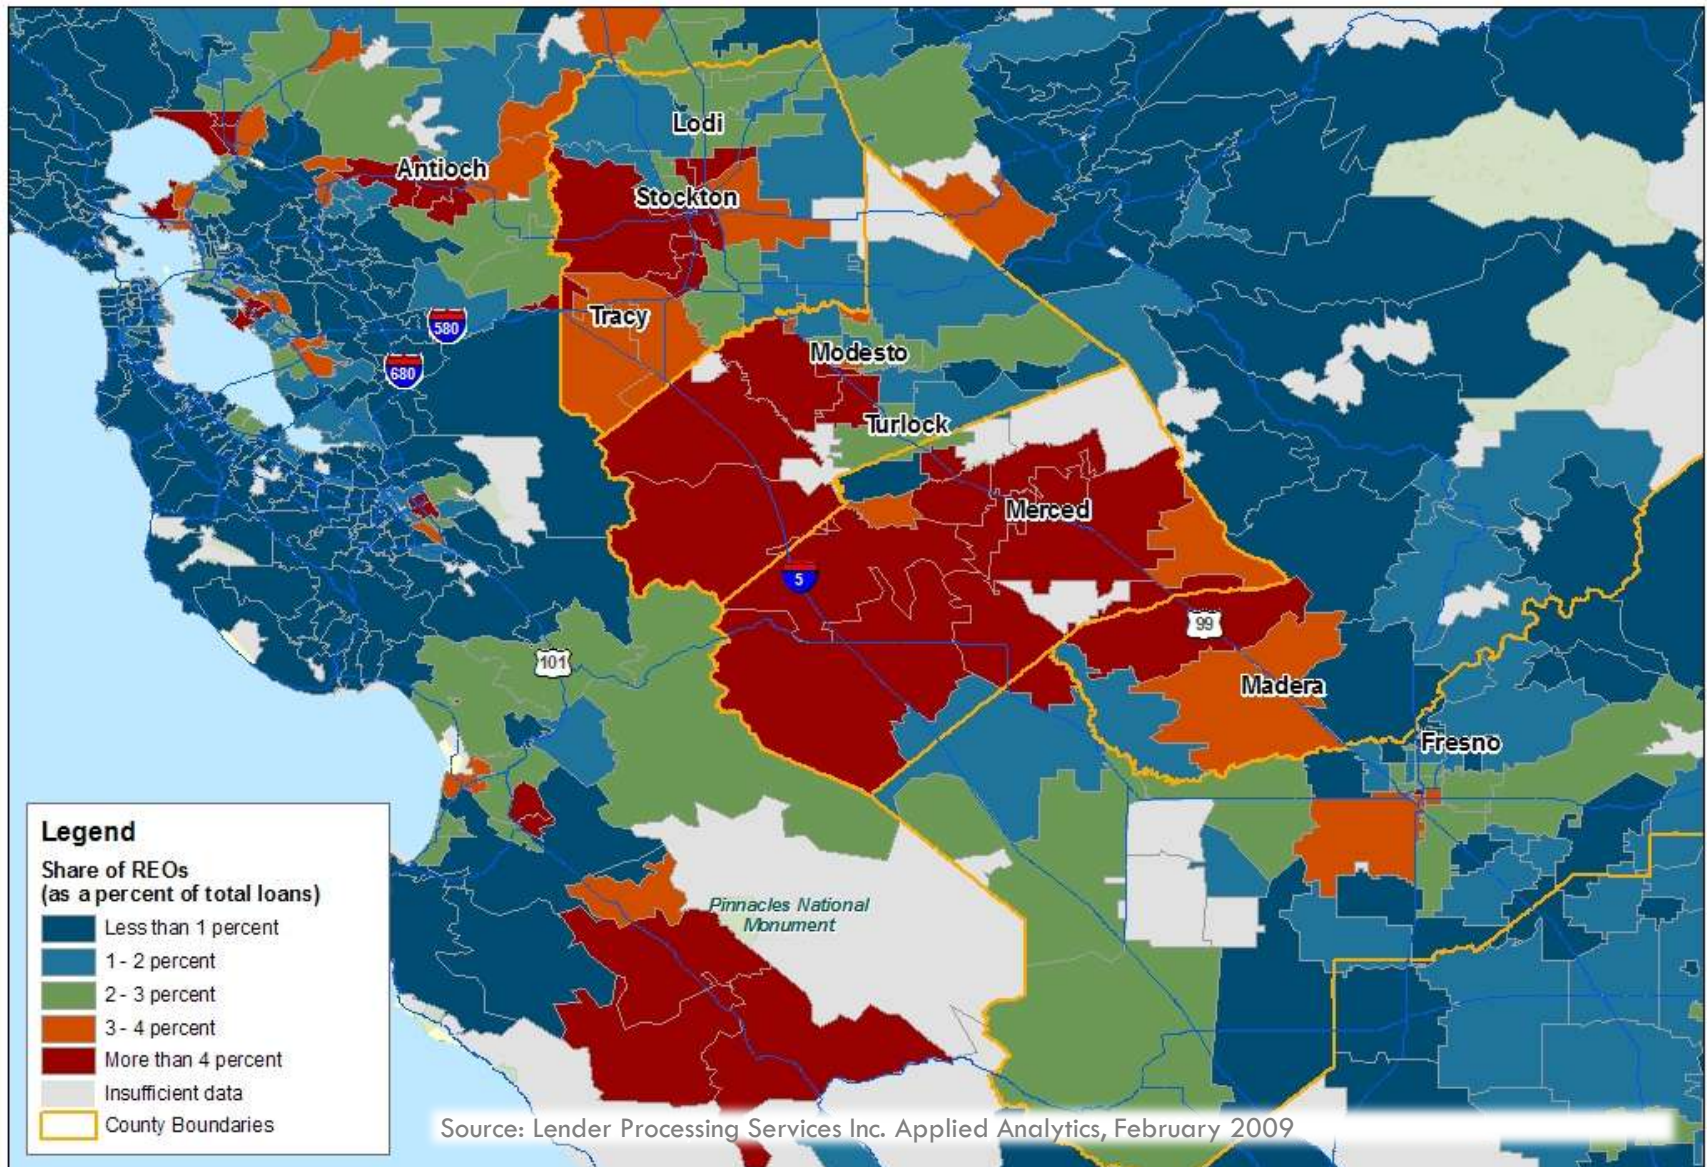 Lodi
Antioch
Stockton
Tracy
580
Modesto
680
Turlock
Merced
5
99
101
Madera
Fresno
Pinnacles National
Monument
Legend
Share of REOs
(as a percent of total loans)
Less than 1 percent
1 - 2 percent
2 - 3 percent
3 - 4 percent
More than 4 percent
Insufficient data
County Boundaries
Source: Lender Processing Services Inc. Applied Analytics, February 2009